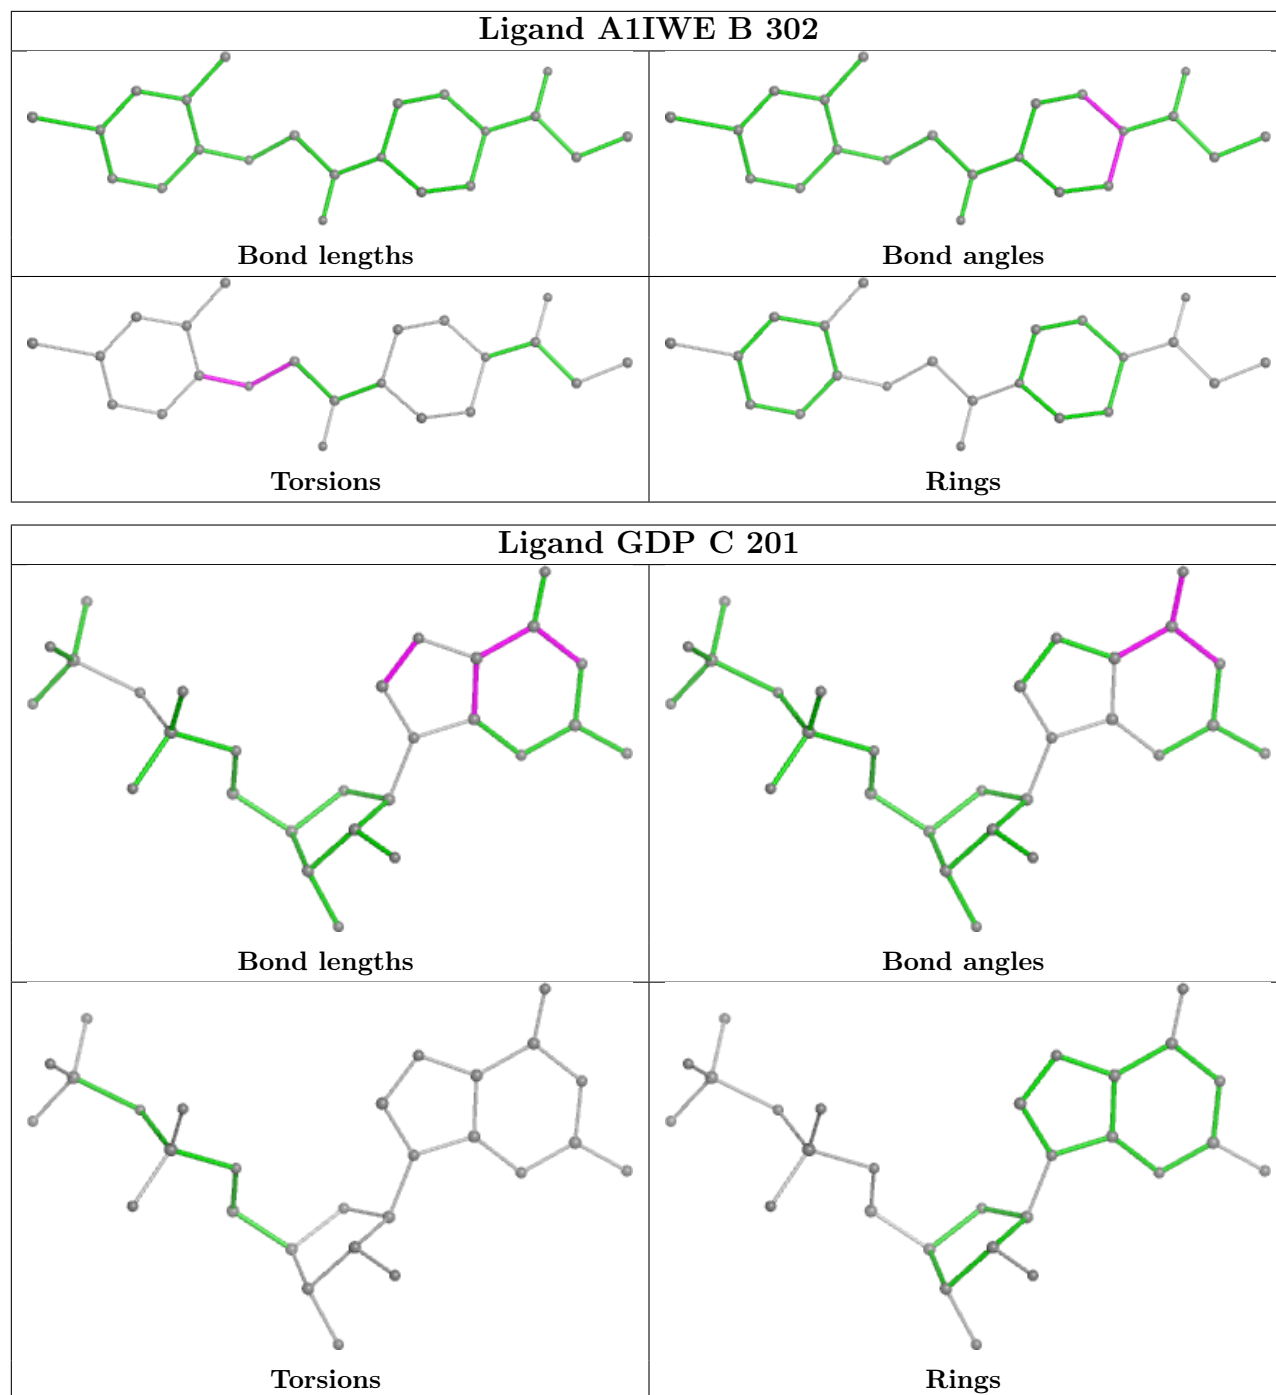 Ligand A1IWE B 302
Bond lengths
Bond angles
Torsions
Rings
Ligand GDP C 201
Bond lengths
Bond angles
Torsions
Rings